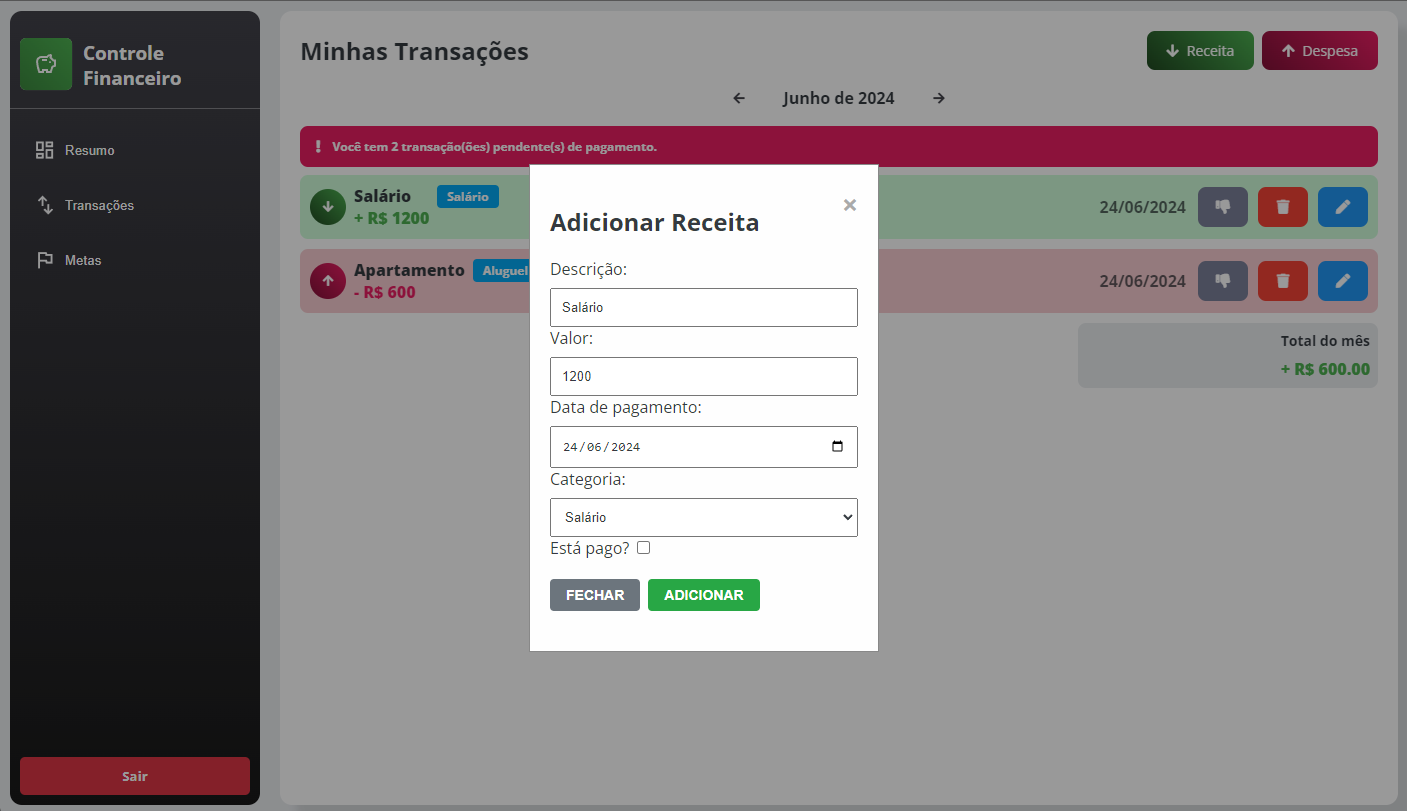 Controle
Financeiro
Resumo
Transações
Metas
Sair
Minhas Transações
Receita
Despesa
Junho de 2024
Você tem 2 transação(ões) pendente(s) de pagamento.
Salário Salário
+ R$ 1200
24/06/2024
Apartamento Aluguel
- R$ 600
24/06/2024
Total do mês
+ R$ 600.00
×
Adicionar Receita
Descrição:
Salário
Valor:
1200
Data de pagamento:
24/06/2024
Categoria:
Salário
Está pago?
FECHAR ADICIONAR